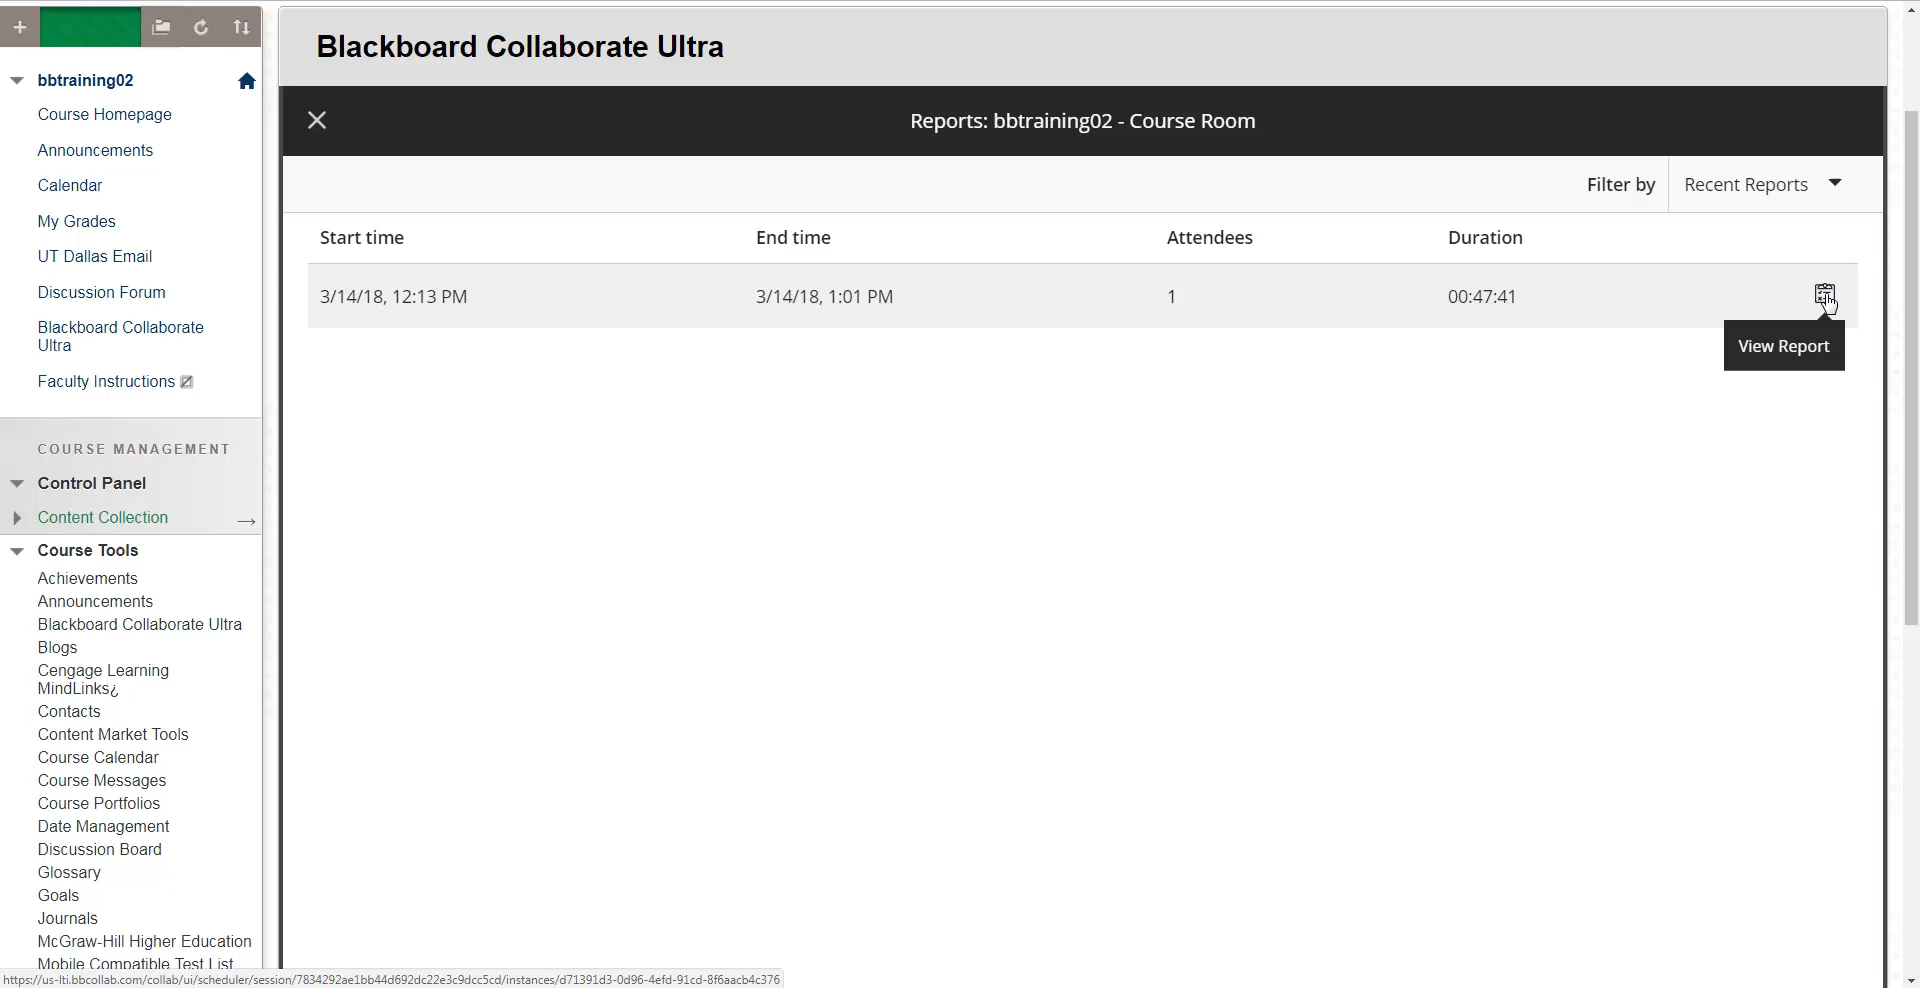 bbtraining02
Course Homepage
Announcements
Calendar
My Grades
UT Dallas Email
Discussion Forum
Blackboard Collaborate
Ultra
Faculty Instructions
COURSE MANAGEMENT
Control Panel
Content Collection
Course Tools
Achievements
Announcements
Blackboard Collaborate Ultra
Blogs
Cengage Learning
MindLinks¿
Contacts
Content Market Tools
Course Calendar
Course Messages
Course Portfolios
Date Management
Discussion Board
Glossary
Goals
Journals
McGraw-Hill Higher Education
Mobile Compatible Test List
Blackboard Collaborate Ultra
Reports: bbtraining02 - Course Room
Filter by Recent Reports
Start time End time Attendees Duration
3/14/18, 12:13 PM 3/14/18, 1:01 PM 1 00:47:41
View Report
https://us-lti.bbcollab.com/collab/ui/scheduler/session/7834292ae1bb44d692dc22e3c9dcc5cd/instances/d71391d3-0d96-4efd-91cd-8f6aacb4c376